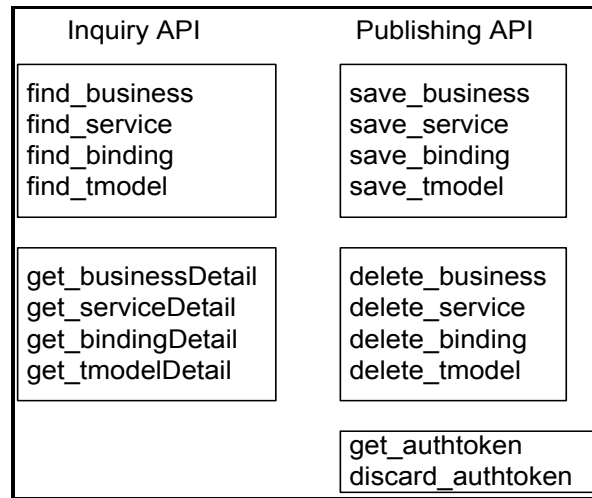 Inquiry API
find_business
find_service
find_binding
find_tmodel
get_businessDetail
get_serviceDetail
get_bindingDetail
get_tmodelDetail
Publishing API
save_business
save_service
save_binding
save_tmodel
delete_business
delete_service
delete_binding
delete_tmodel
get_authtoken
discard_authtoken